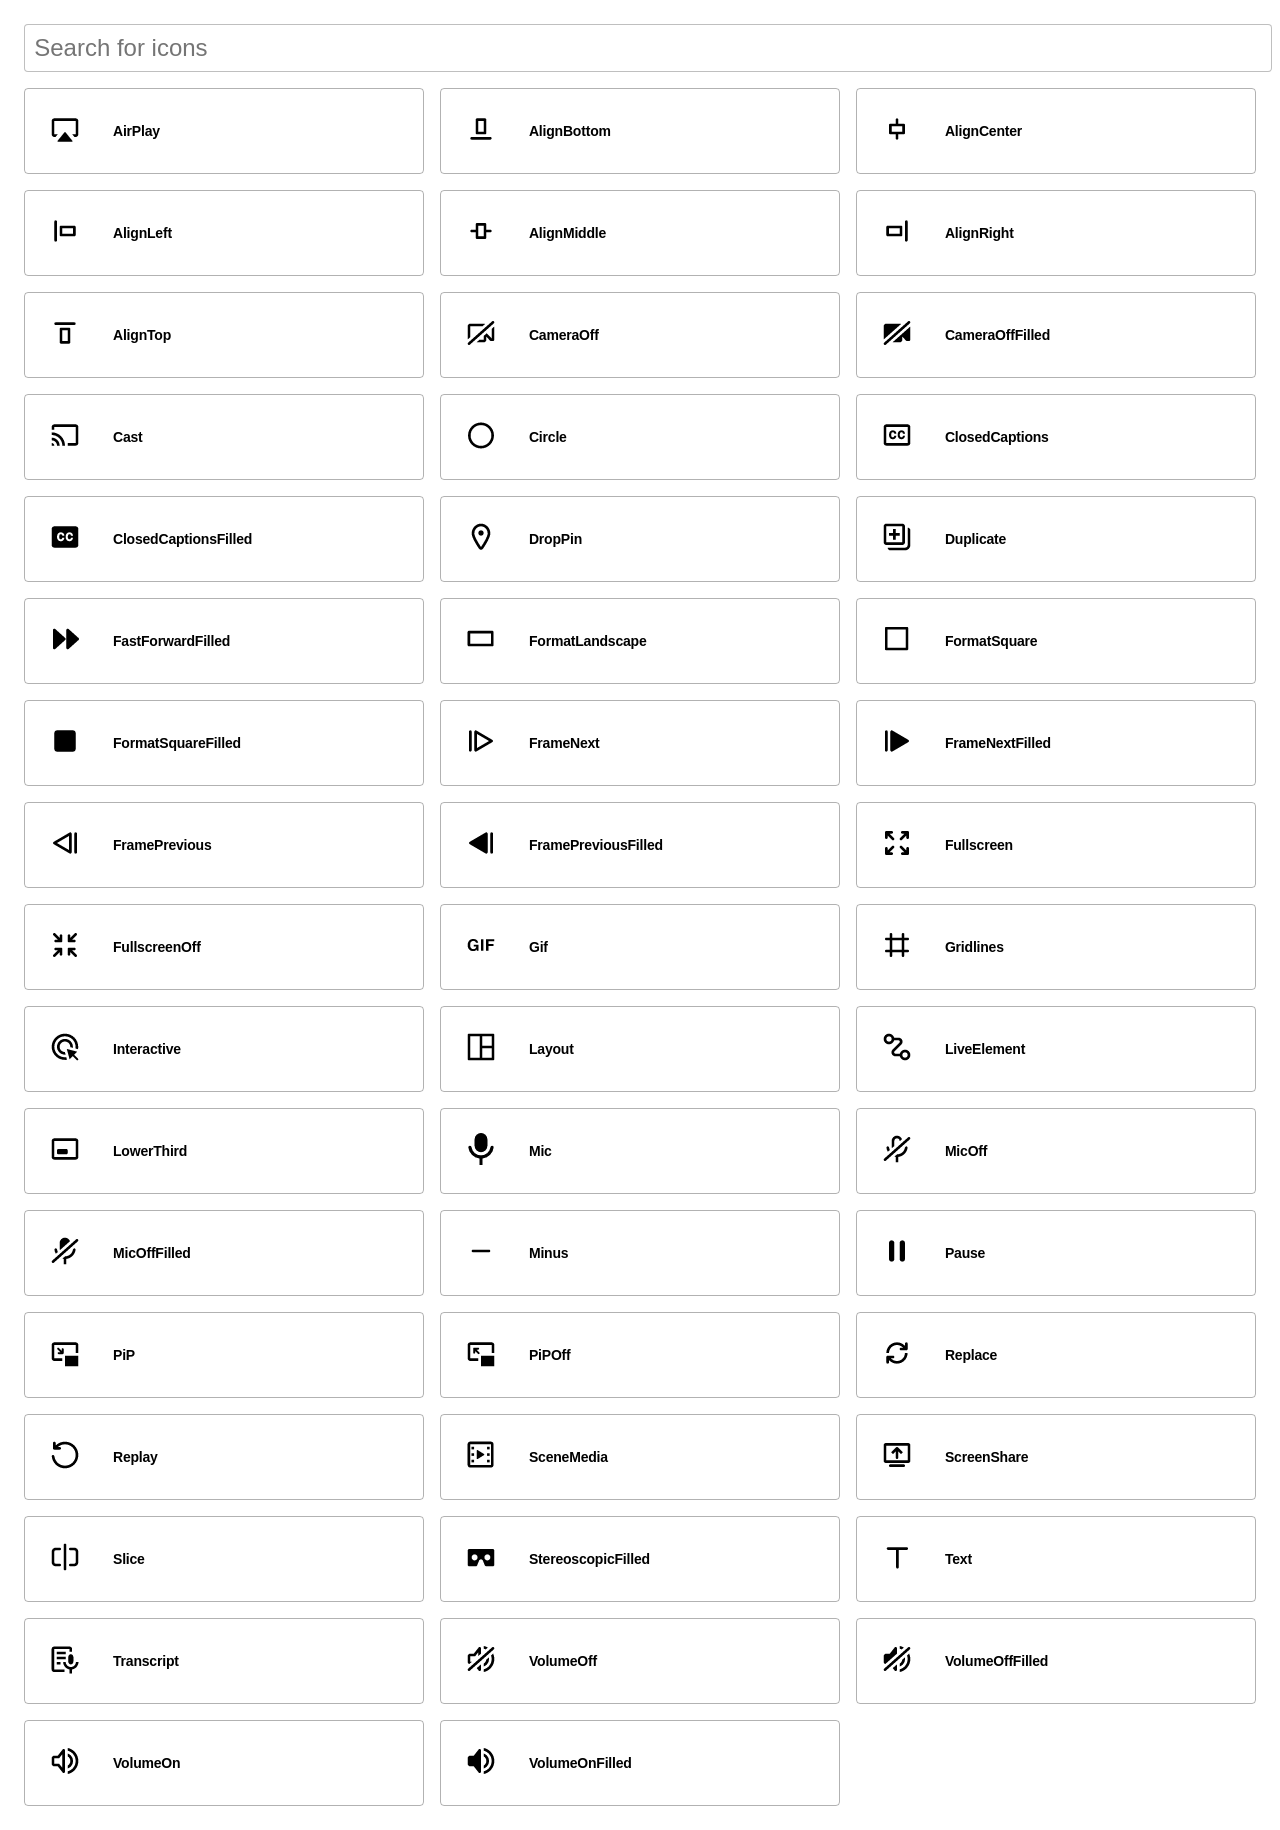 Search for icons
AirPlay
AlignBottom
AlignCenter
AlignLeft
AlignMiddle
AlignRight
AlignTop
CameraOff
CameraOffFilled
Cast
Circle
CC
ClosedCaptions
CC
ClosedCaptionsFilled
DropPin
Duplicate
FastForwardFilled
FormatLandscape
FormatSquare
FormatSquareFilled
FrameNext
FrameNextFilled
FramePrevious
FramePreviousFilled
Fullscreen
FullscreenOff
GIF
Gif
Gridlines
Interactive
Layout
LiveElement
LowerThird
Mic
MicOff
MicOffFilled
Minus
Pause
PiP
PiPOff
Replace
Replay
SceneMedia
ScreenShare
Slice
StereoscopicFilled
Text
Transcript
VolumeOff
VolumeOffFilled
VolumeOn
VolumeOnFilled